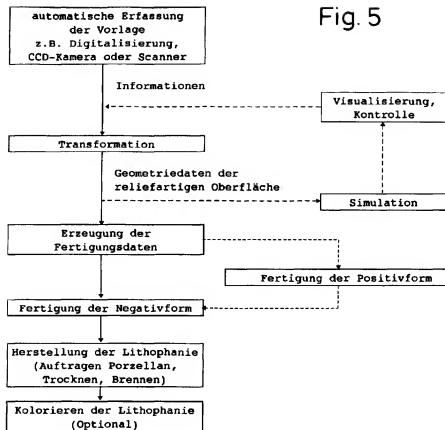 Fig. 5
automatische Erfassung
der Vorlage
z.B. Digitalisierung,
CCD-Kamera oder Scanner
Informationen
Visualisierung,
Kontrolle
Transformation
Geometriedaten der
reliefartigen Oberfläche
Simulation
Erzeugung der
Fertigungsdaten
Fertigung der Positivform
Fertigung der Negativform
Herstellung der Lithophanie
(Auftragen Porzellan,
Trocknen, Brennen)
Kolorieren der Lithophanie
(Optional)